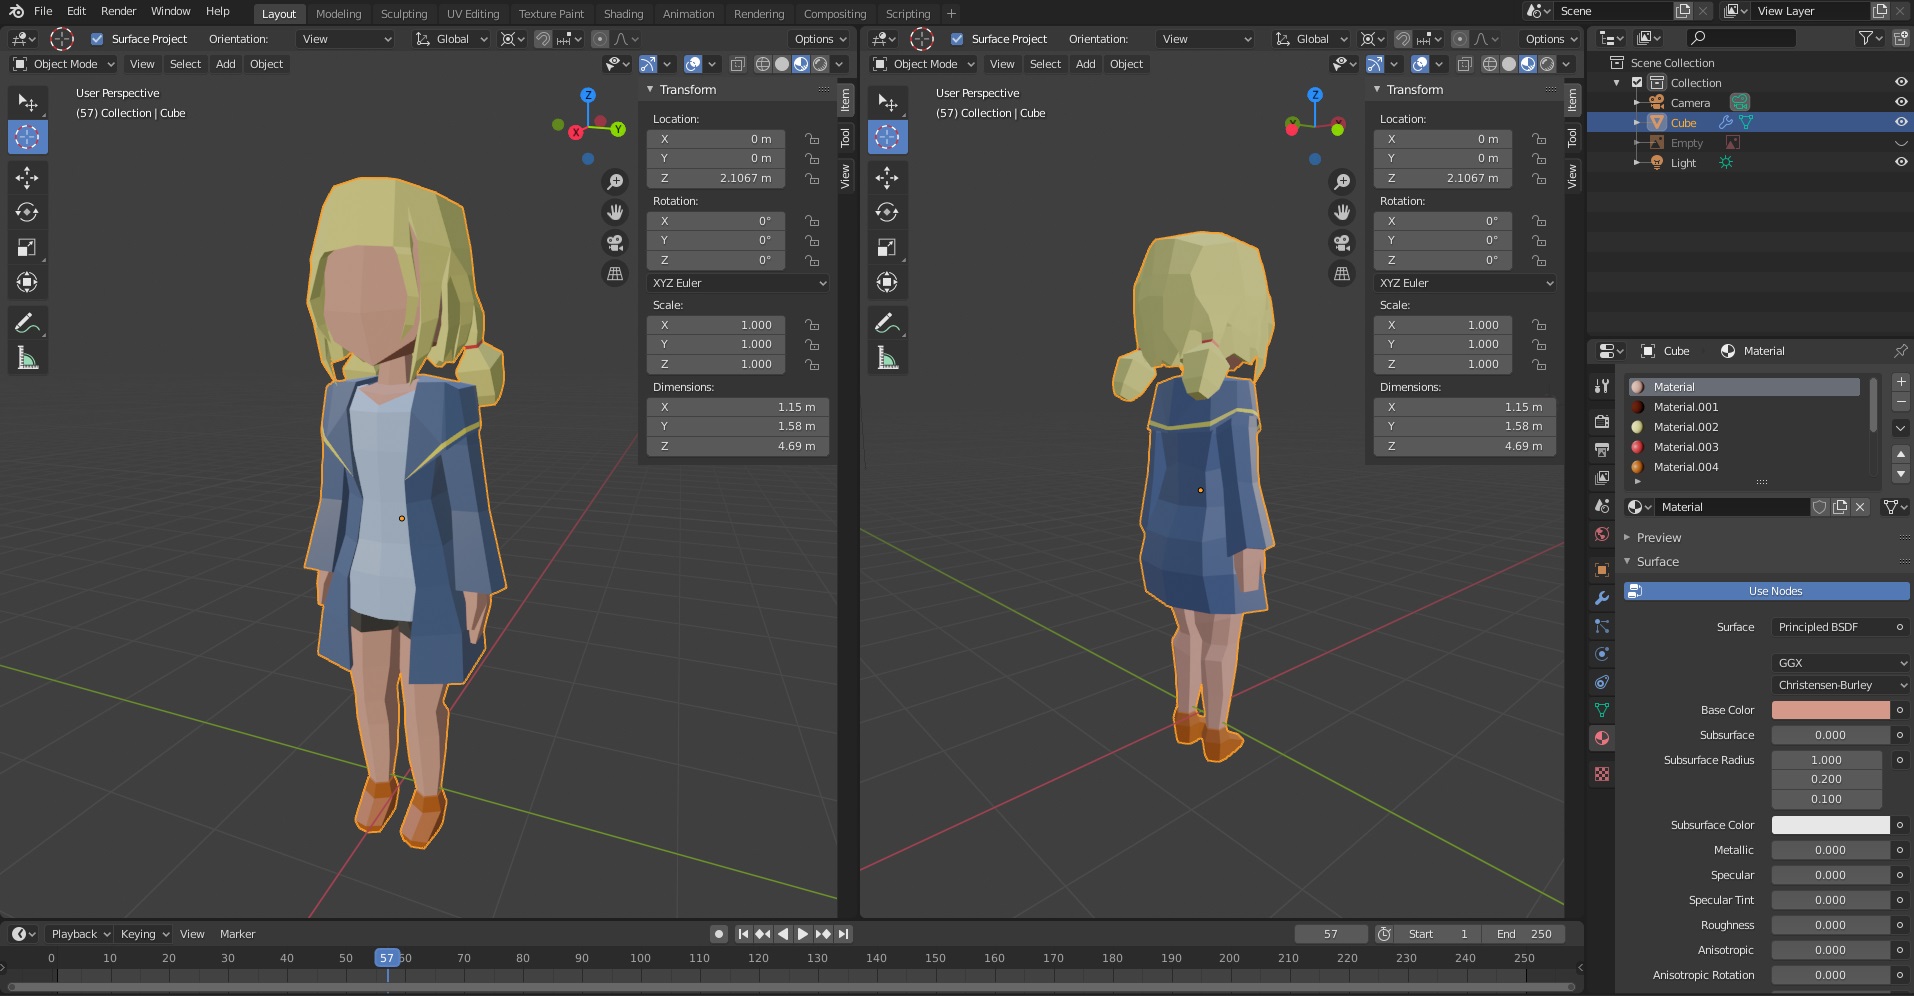 File Edit Render Window Help Layout Modeling Sculpting UV Editing Texture Paint Shading Animation Rendering Compositing Scripting + Scene View Layer
Surface Project Orientation: View Global Options
Object Mode View Select Add Object
User Perspective
(57) Collection | Cube
Z
Y
X
Transform
Location:
X 0 m
Y 0 m
Z 2.1067 m
Rotation:
X 0°
Y 0°
Z 0°
XYZ Euler
Scale:
X 1.000
Y 1.000
Z 1.000
Dimensions:
X 1.15 m
Y 1.58 m
Z 4.69 m
Item
Tool
View
Surface Project Orientation: View Global Options
Object Mode View Select Add Object
User Perspective
(57) Collection | Cube
Z
Transform
Location:
X 0 m
Y 0 m
Z 2.1067 m
Rotation:
X 0°
Y 0°
Z 0°
XYZ Euler
Scale:
X 1.000
Y 1.000
Z 1.000
Dimensions:
X 1.15 m
Y 1.58 m
Z 4.69 m
Item
Tool
View
Scene Collection
Collection
Camera
Cube
Empty
Light
Cube Material
Material
Material.001
Material.002
Material.003
Material.004
Material
Preview
Surface
Use Nodes
Surface Principled BSDF
GGX
Christensen-Burley
Base Color
Subsurface 0.000
Subsurface Radius 1.000
0.200
0.100
Subsurface Color
Metallic 0.000
Specular 0.000
Specular Tint 0.000
Roughness 0.000
Anisotropic 0.000
Anisotropic Rotation 0.000
Playback Keying View Marker 57 Start 1 End 250
0 10 20 30 40 50 57 70 80 90 100 110 120 130 140 150 160 170 180 190 200 210 220 230 240 250